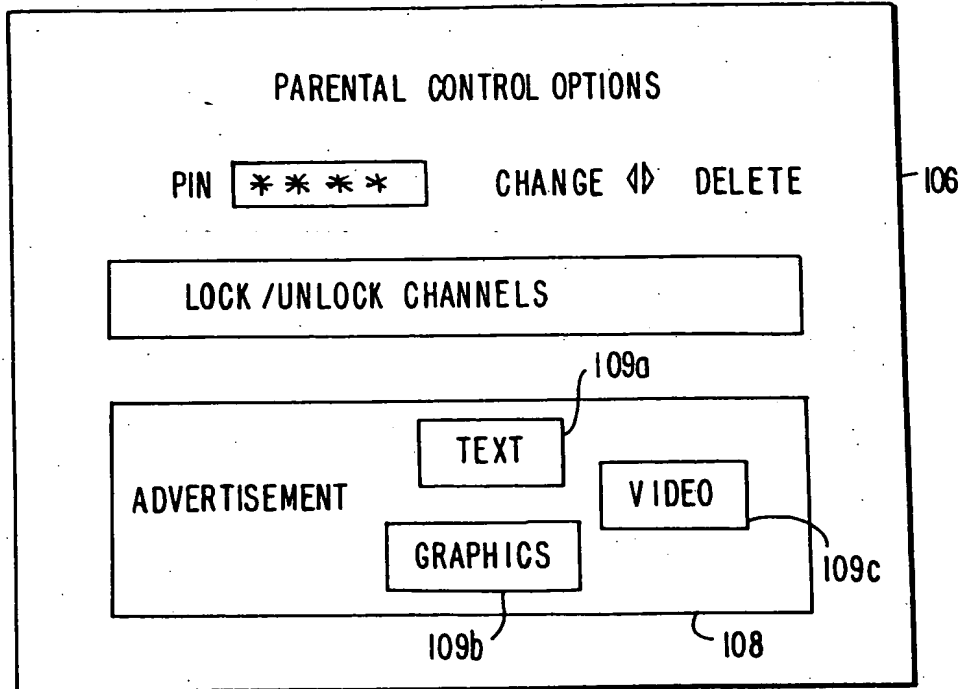 PARENTAL CONTROL OPTIONS
PIN **** CHANGE ◁▷ DELETE
106
LOCK/UNLOCK CHANNELS
109a
TEXT
ADVERTISEMENT
VIDEO
GRAPHICS
109c
109b
108